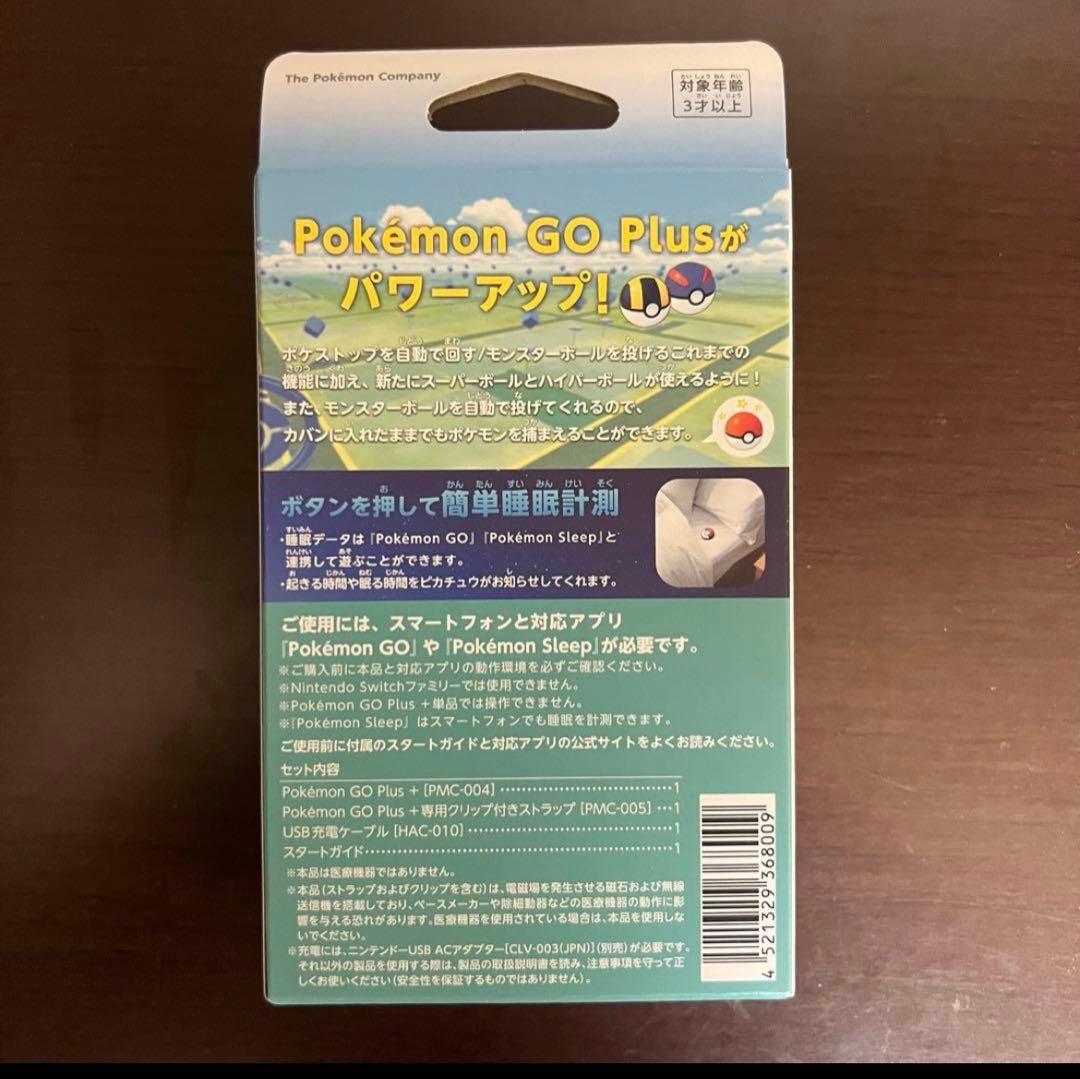 The Pokémon Company
対象年齢
3才以上
Pokémon GO Plusが
パワーアップ!
ポケストップを自動で回す/モンスターボールを投げるこれまでの
機能に加え、新たにスーパーボールとハイパーボールが使えるように!
また、モンスターボールを自動で投げてくれるので、
カバンに入れたままでもポケモンを捕まえることができます。
ボタンを押して簡単睡眠計測
・睡眠データは『Pokémon GO』『Pokémon Sleep』と
連携して遊ぶことができます。
・起きる時間や眠る時間をピカチュウがお知らせしてくれます。
ご使用には、スマートフォンと対応アプリ
『Pokémon GO』や『Pokémon Sleep』が必要です。
※ご購入前に本品と対応アプリの動作環境を必ずご確認ください。
※Nintendo Switchファミリーでは使用できません。
※Pokémon GO Plus +単品では操作できません。
※『Pokémon Sleep』はスマートフォンでも睡眠を計測できます。
ご使用前に付属のスタートガイドと対応アプリの公式サイトをよくお読みください。
セット内容
Pokémon GO Plus + [PMC-004]⋯⋯⋯⋯⋯⋯⋯⋯⋯1
Pokémon GO Plus +専用クリップ付きストラップ [PMC-005]⋯1
USB充電ケーブル [HAC-010]⋯⋯⋯⋯⋯⋯⋯⋯⋯⋯1
スタートガイド⋯⋯⋯⋯⋯⋯⋯⋯⋯⋯⋯⋯⋯⋯⋯1
※本品は医療機器ではありません。
※本品(ストラップおよびクリップを含む)は、電磁場を発生させる磁石および無線
送信機を搭載しており、ペースメーカーや除細動器などの医療機器の動作に影
響を与える恐れがあります。医療機器を使用されている場合は、本品を使用しな
いでください。
※充電には、ニンテンドーUSB ACアダプター[CLV-003(JPN)](別売)が必要です。
それ以外の製品を使用する際は、製品の取扱説明書を読み、注意事項を守って正
しくお使いください(安全性を保証するものではありません)。
4 521329 368009